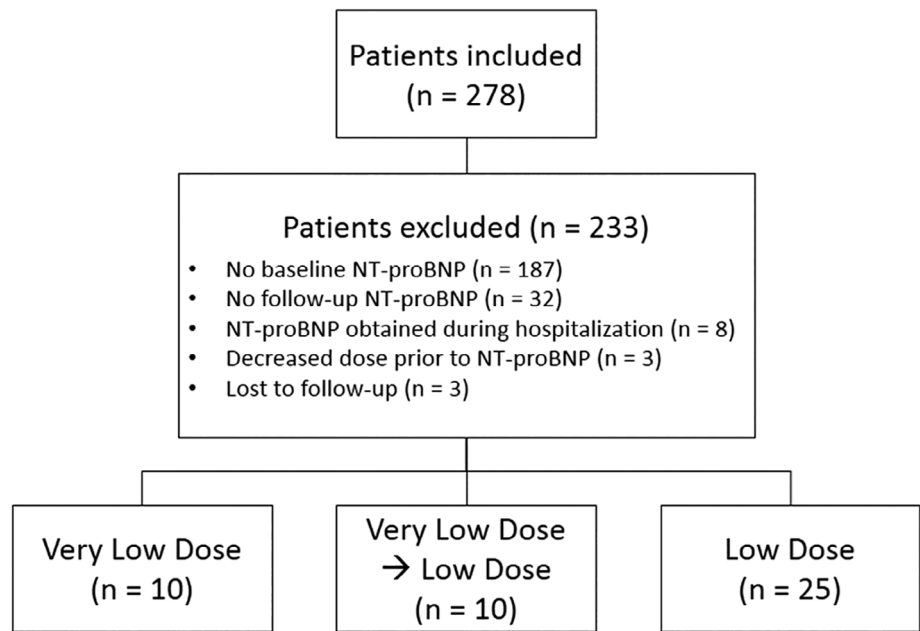 Patients included
(n = 278)
Patients excluded (n = 233)
• No baseline NT-proBNP (n = 187)
• No follow-up NT-proBNP (n = 32)
• NT-proBNP obtained during hospitalization (n = 8)
• Decreased dose prior to NT-proBNP (n = 3)
• Lost to follow-up (n = 3)
Very Low Dose
(n = 10)
Very Low Dose
→ Low Dose
(n = 10)
Low Dose
(n = 25)